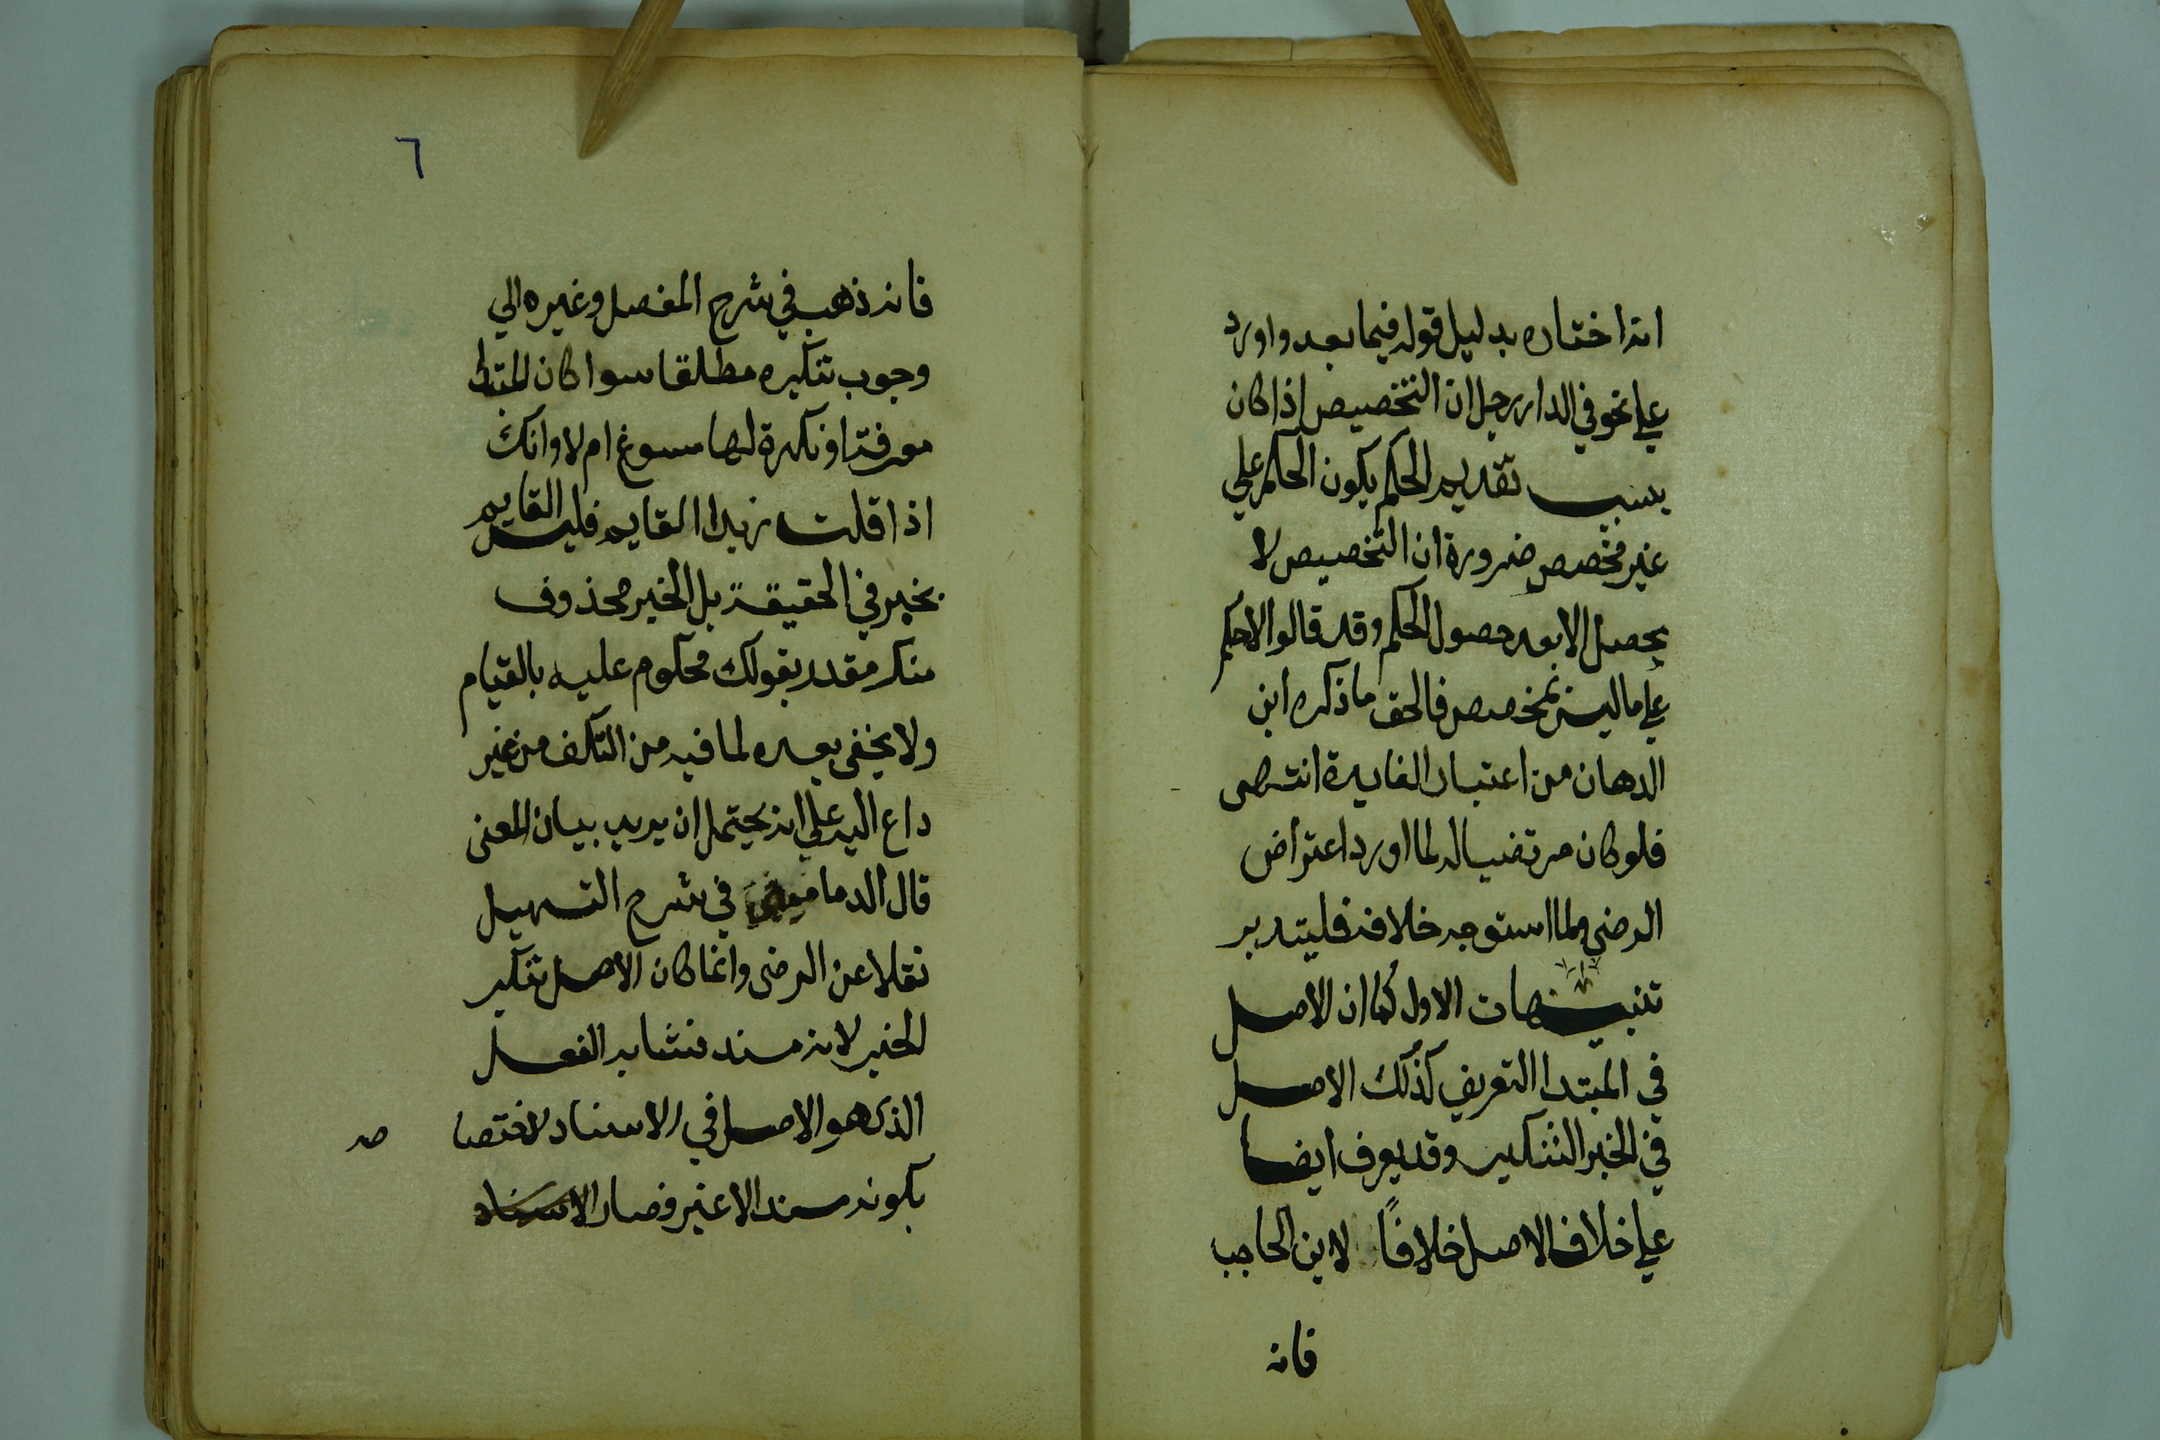 انه اختاره بدليل قوله فيما بعد واورد
علي نحو في الدار رجل ان التخصيص اذا كان
بسبب تقديم الحكم يكون الحكم علي
غير مخصص ضرورة ان التخصيص لا
يحصل الا بعد حصول الحكم وقد قالوا لا حكم
علي ما ليس بمخصص فالحق ما ذكره ابن
الدهان من اعتبار الفايدة انتهى
فلو كان مرتضيا له لما اورد اعتراض
الرضي ولما استوجه خلافه فليتدبر
تنبيهات الاول كما ان الاصل
في المبتدا التعريف كذلك الاصل
في الخبر التنكير وقد يعرف ايضا
علي خلاف الاصل خلافًا لابن الحاجب
فانه
٦
فانه ذهب في شرح المفصل وغيره الي
وجوب تنكيره مطلقا سوا كان المبتدا
معرفة او نكرة لها مسوغ ام لا وانك
اذا قلت زيدا القايم فليس القايم
بخبر في الحقيقة بل الخبر محذوف
منكر مقدر بقولك محكوم عليه بالقيام
ولا يخفى بعده لما فيه من التكلف من غير
داع اليه علي انه يحتمل ان يريد بيان المعنى
قال الدماميني في شرح التسهيل
نقلا عن الرضى وانما كان الاصل تنكير
الخبر لانه مسند فشابه الفعل
الذي هو الاصل في الاسناد لاختصا صه
بكونه مسندا لا غير وصار الاسناد